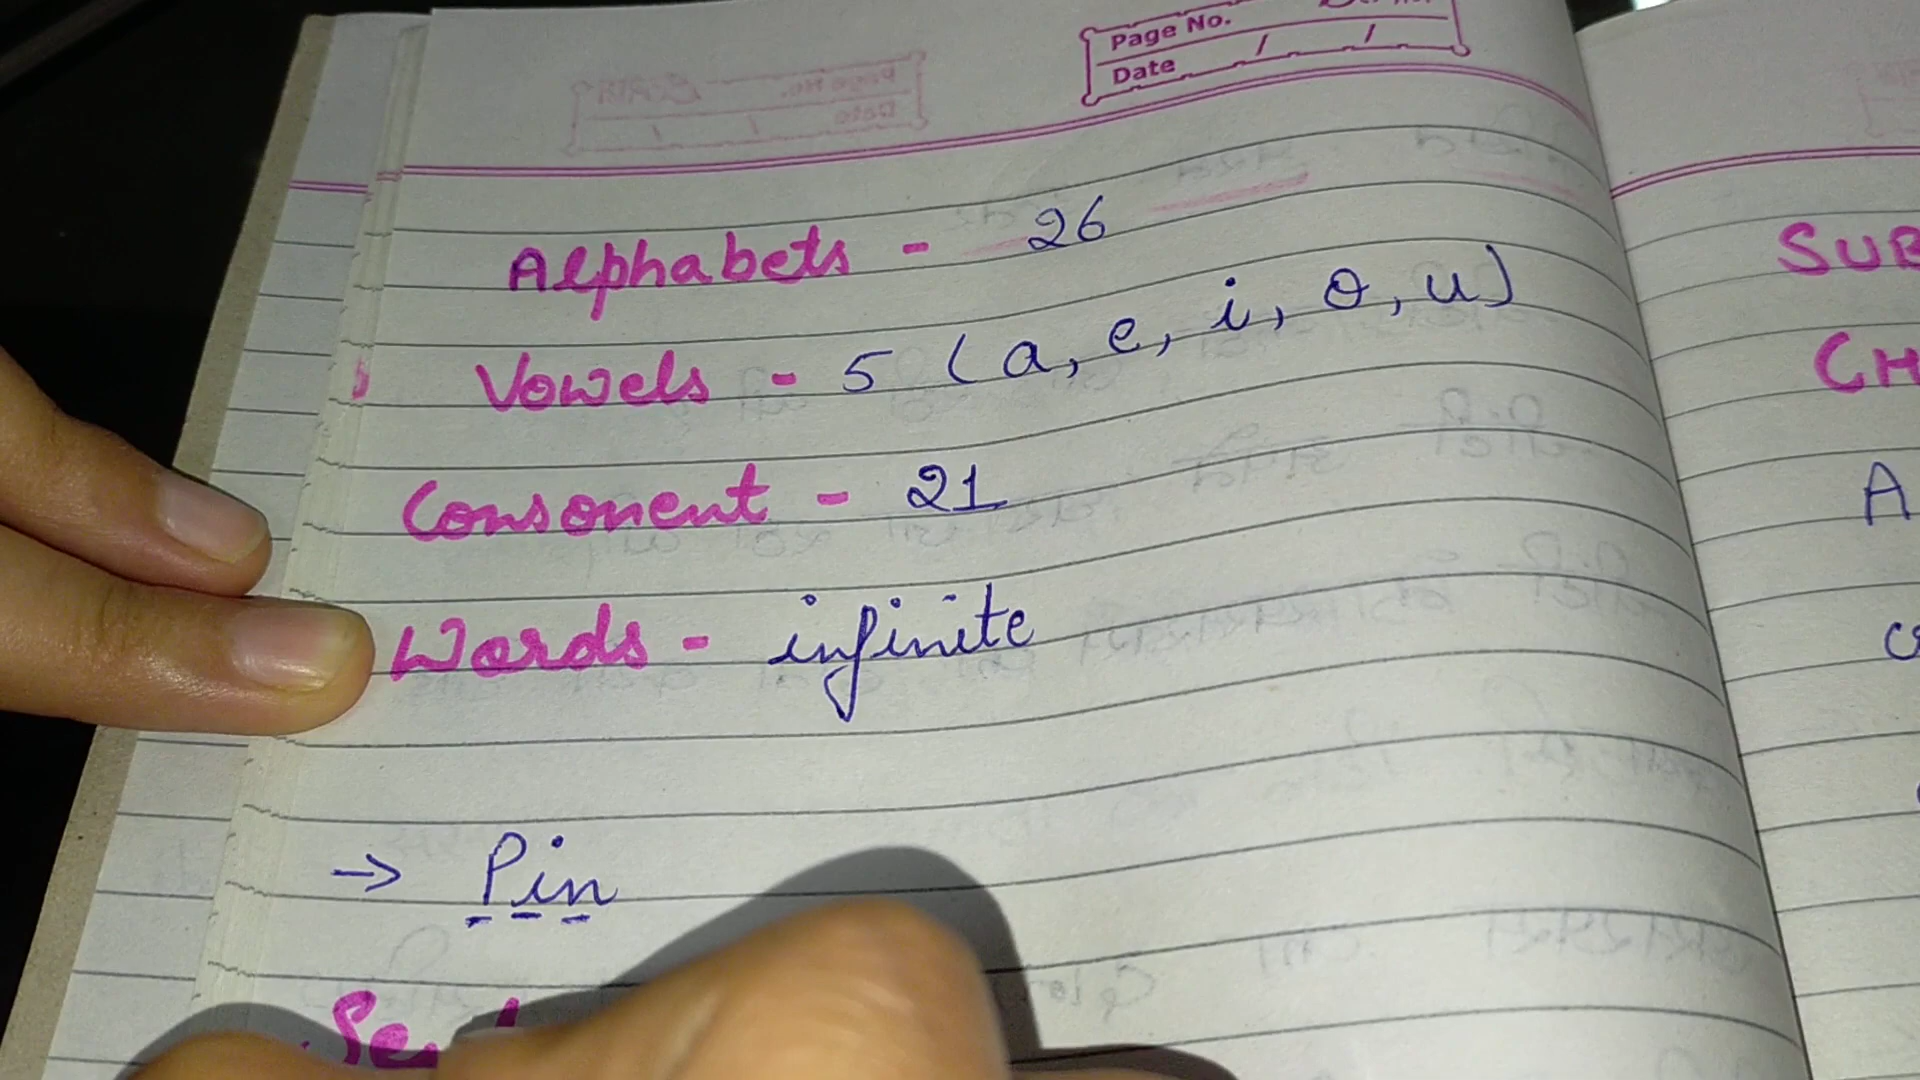 Page No.
Date / /
Alphabets - 26
Vowels - 5 (a, e, i, o, u)
Consonent - 21
Words - infinite
→ Pin
SUB
CH
A